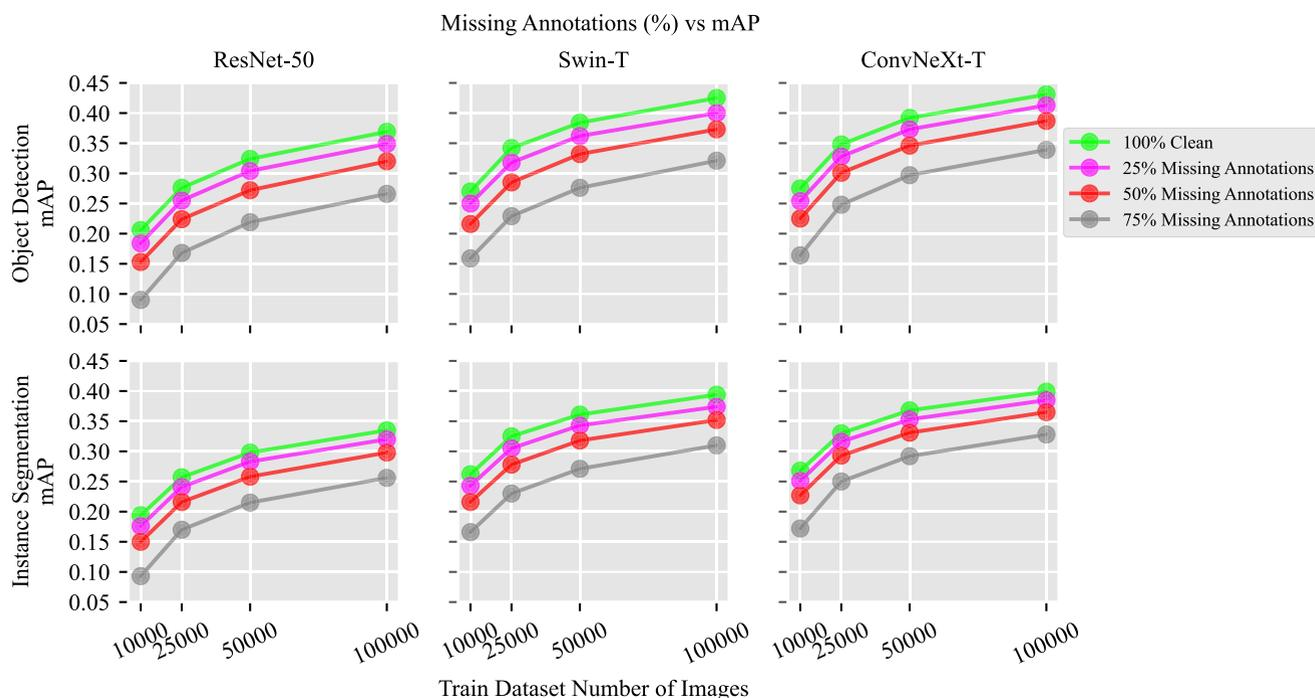 Missing Annotations (%) vs mAP
ResNet-50 Swin-T ConvNeXt-T
Object Detection
mAP
0.45
0.40
0.35
0.30
0.25
0.20
0.15
0.10
0.05
100% Clean
25% Missing Annotations
50% Missing Annotations
75% Missing Annotations
Instance Segmentation
mAP
0.45
0.40
0.35
0.30
0.25
0.20
0.15
0.10
0.05
10000 25000 50000 100000 10000 25000 50000 100000 10000 25000 50000 100000
Train Dataset Number of Images